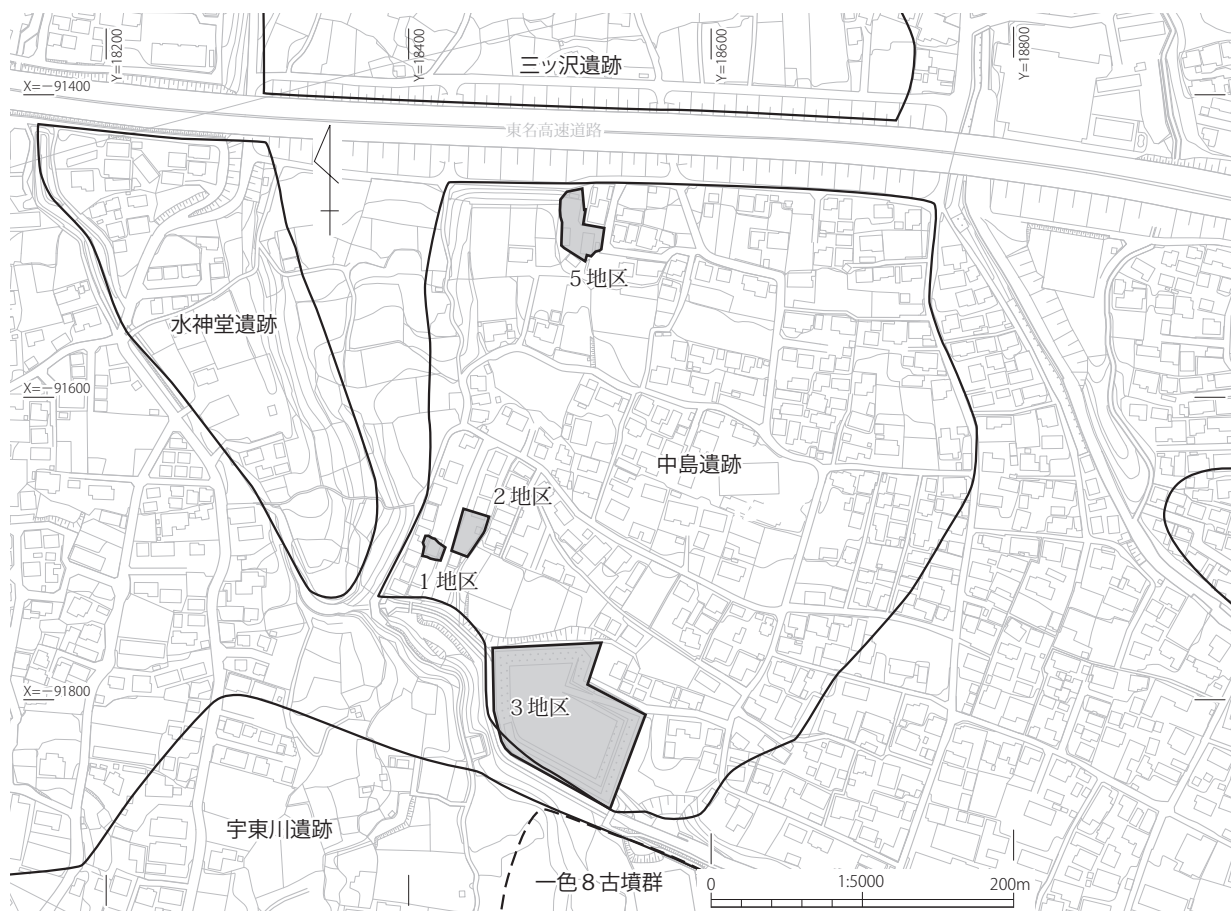 Y=18200
Y=18400
Y=18600
Y=18800
三ッ沢遺跡
X=−91400
東名高速道路
5地区
水神堂遺跡
X=−91600
中島遺跡
2地区
1地区
X=−91800
3地区
宇東川遺跡
一色8古墳群
0
1:5000
200m